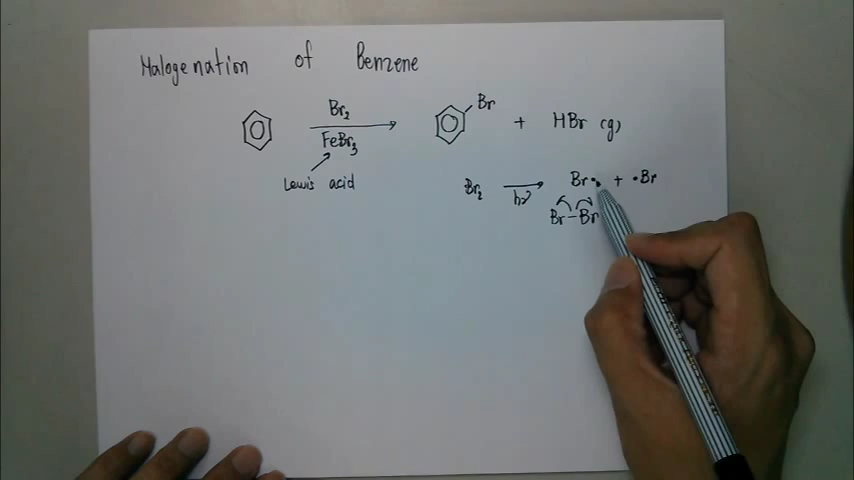 Halogenation of Benzene
Br₂
FeBr₃
Lewis acid
Br
+ HBr (g)
Br₂
hν
Br• + •Br
Br–Br